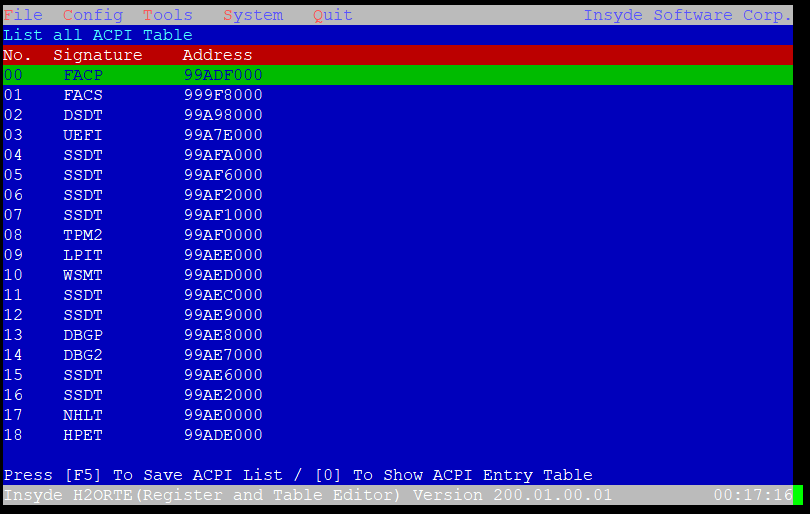 File  Config  Tools   System   Quit                       Insyde Software Corp.
List all ACPI Table
No.  Signature    Address
00    FACP        99ADF000
01    FACS        999F8000
02    DSDT        99A98000
03    UEFI        99A7E000
04    SSDT        99AFA000
05    SSDT        99AF6000
06    SSDT        99AF2000
07    SSDT        99AF1000
08    TPM2        99AF0000
09    LPIT        99AEE000
10    WSMT        99AED000
11    SSDT        99AEC000
12    SSDT        99AE9000
13    DBGP        99AE8000
14    DBG2        99AE7000
15    SSDT        99AE6000
16    SSDT        99AE2000
17    NHLT        99AE0000
18    HPET        99ADE000
Press [F5] To Save ACPI List / [0] To Show ACPI Entry Table
Insyde H2ORTE(Register and Table Editor) Version 200.01.00.01          00:17:16